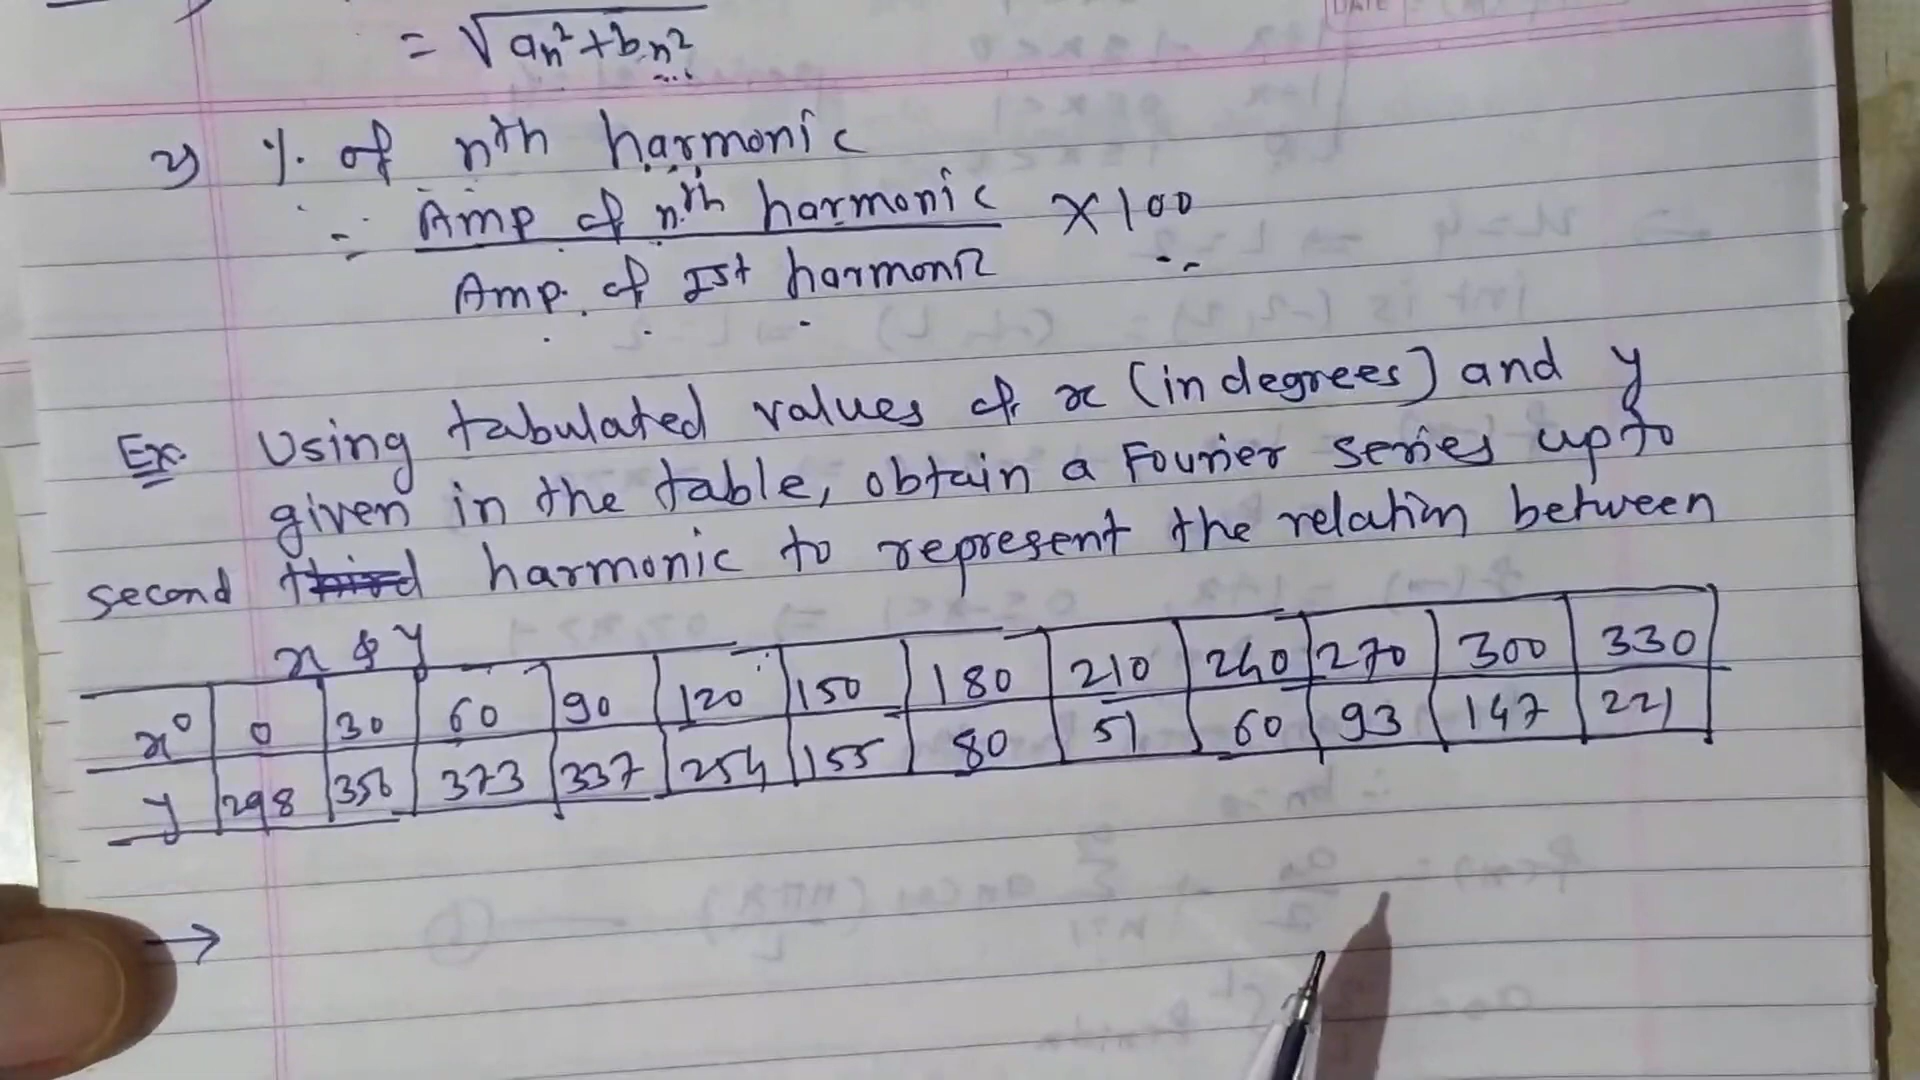 DATE
= √an²+bn²
2) % of nth harmonic
= Amp of nth harmonic × 100
Amp. of Ist harmonic
Ex. Using tabulated values of x (in degrees) and y
given in the table, obtain a Fourier series upto
second third harmonic to represent the relation between
x & y
x° 0 30 60 90 120 150 180 210 240 270 300 330
y 298 356 373 337 254 155 80 51 60 93 147 221
→